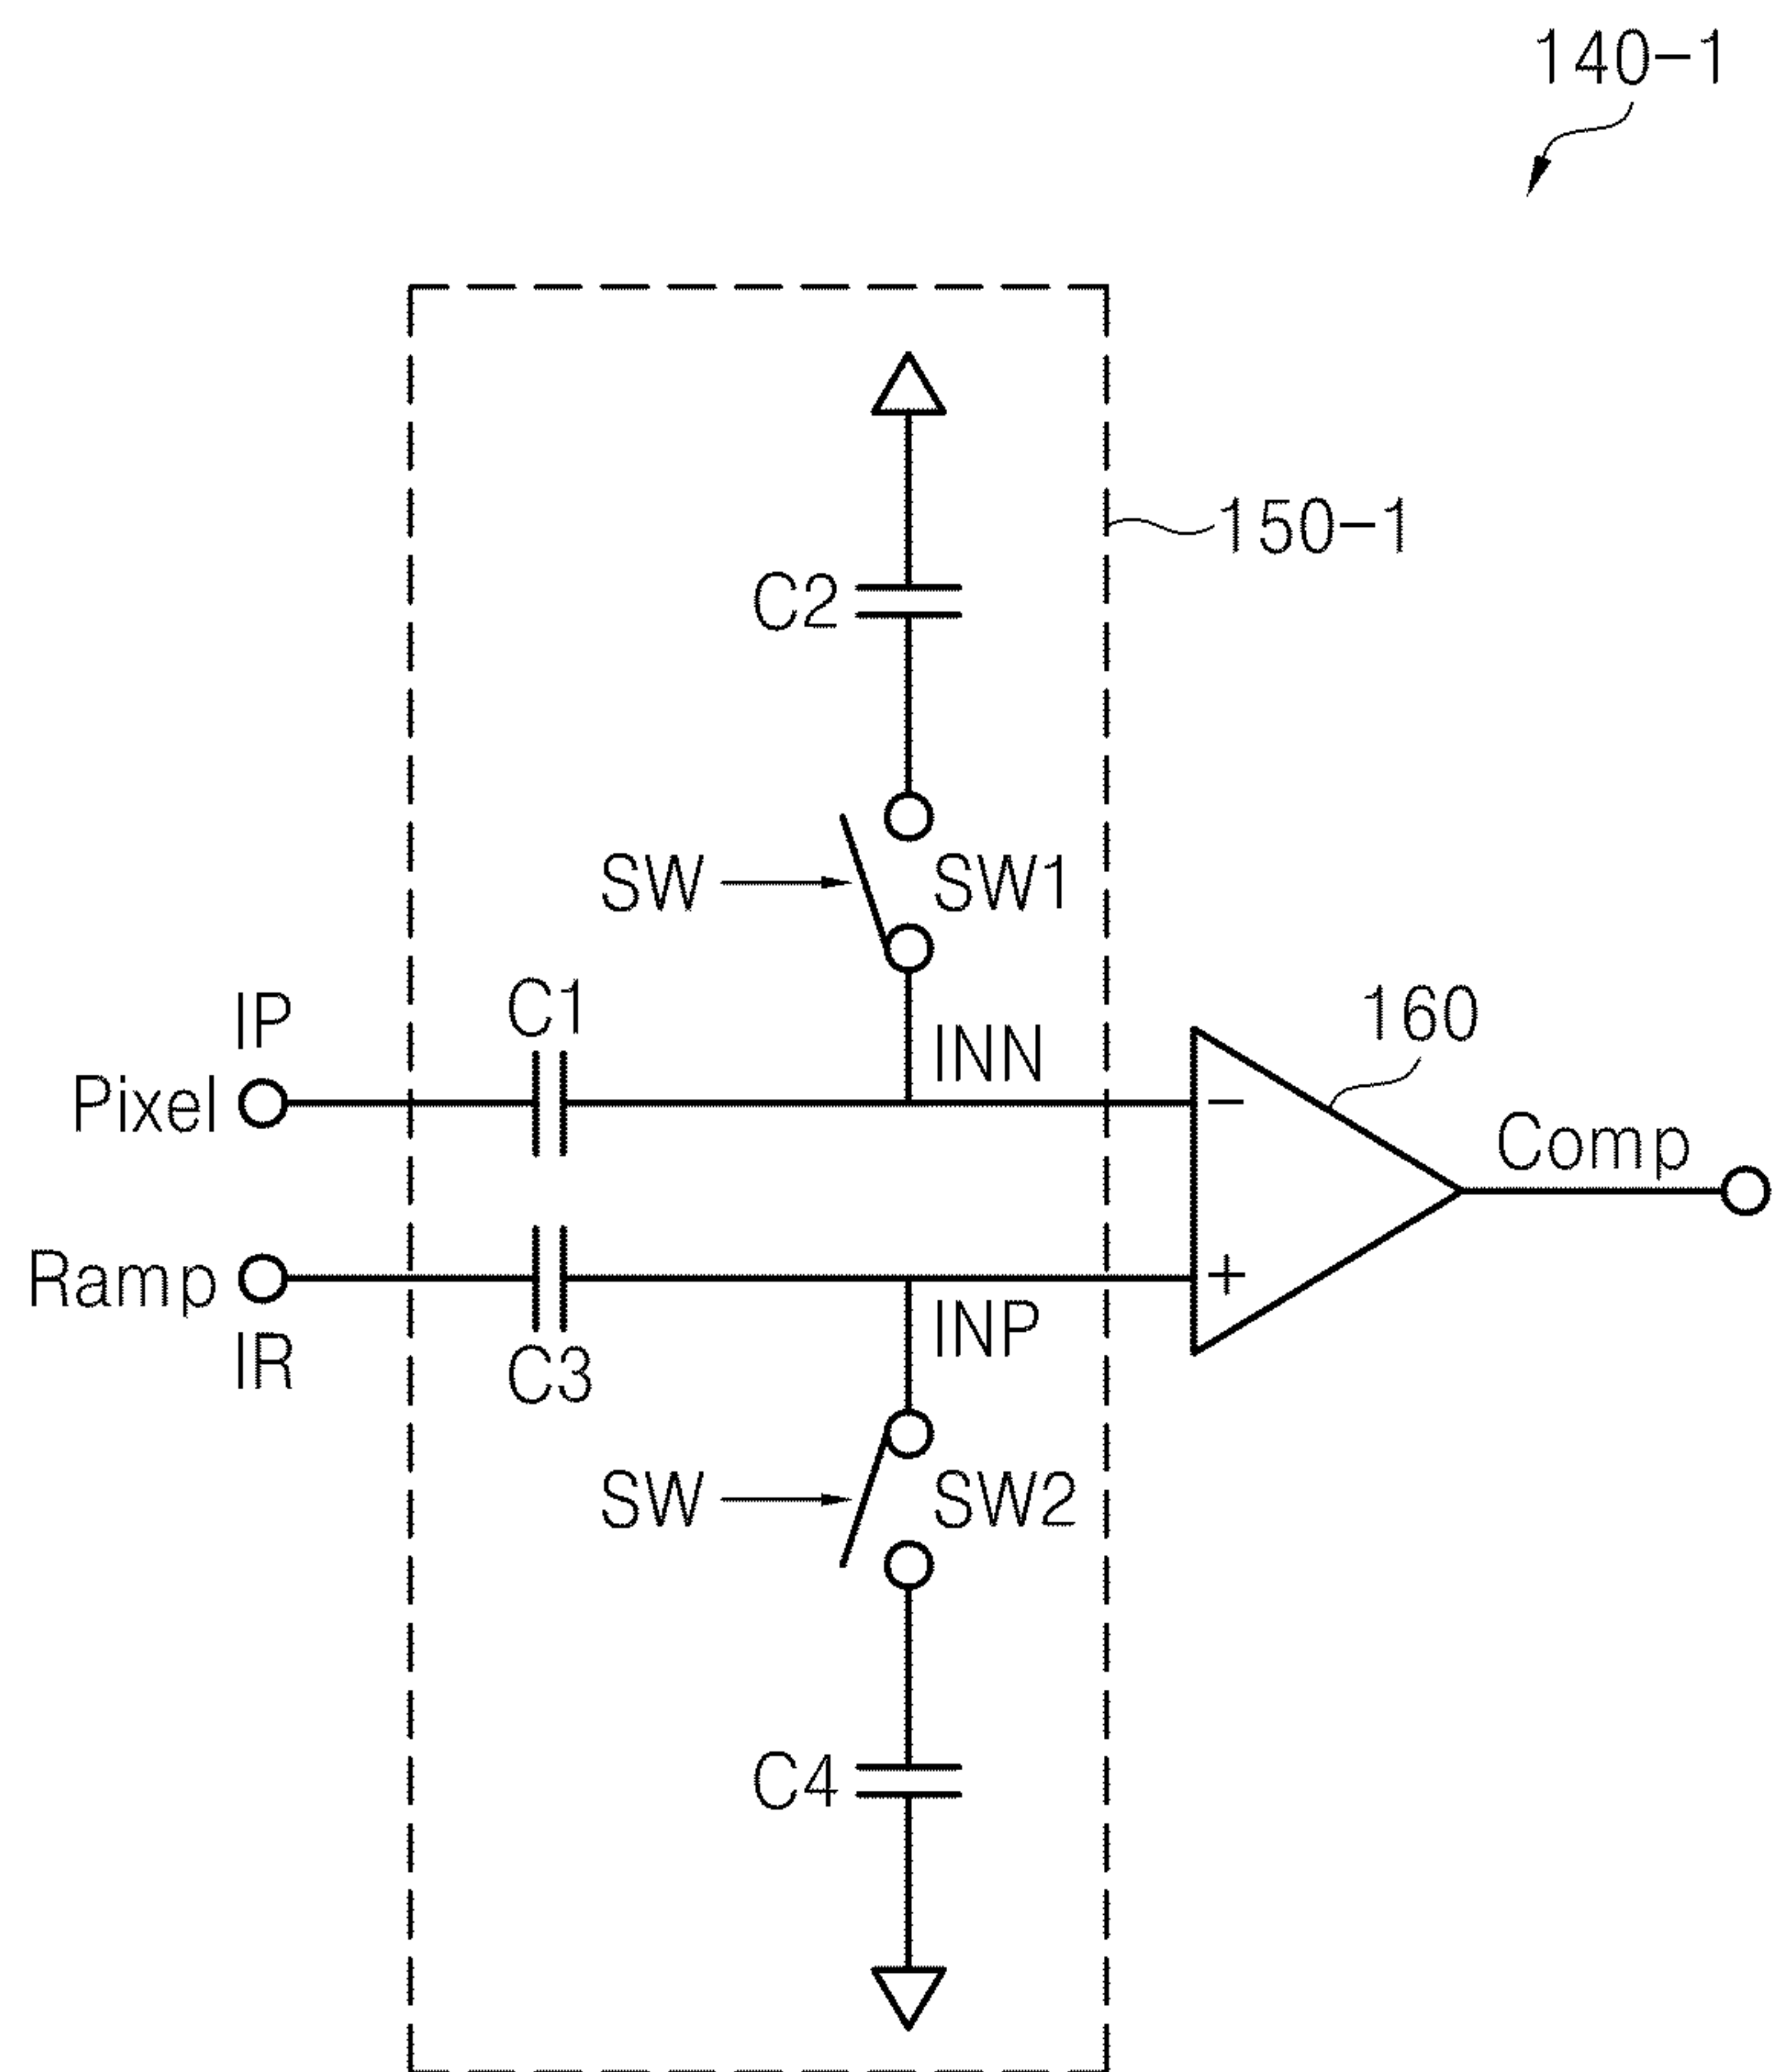 140-1
150-1
C2
SW
SW1
IP
C1
INN
160
Pixel
−
Comp
Ramp
+
IR
C3
INP
SW
SW2
C4